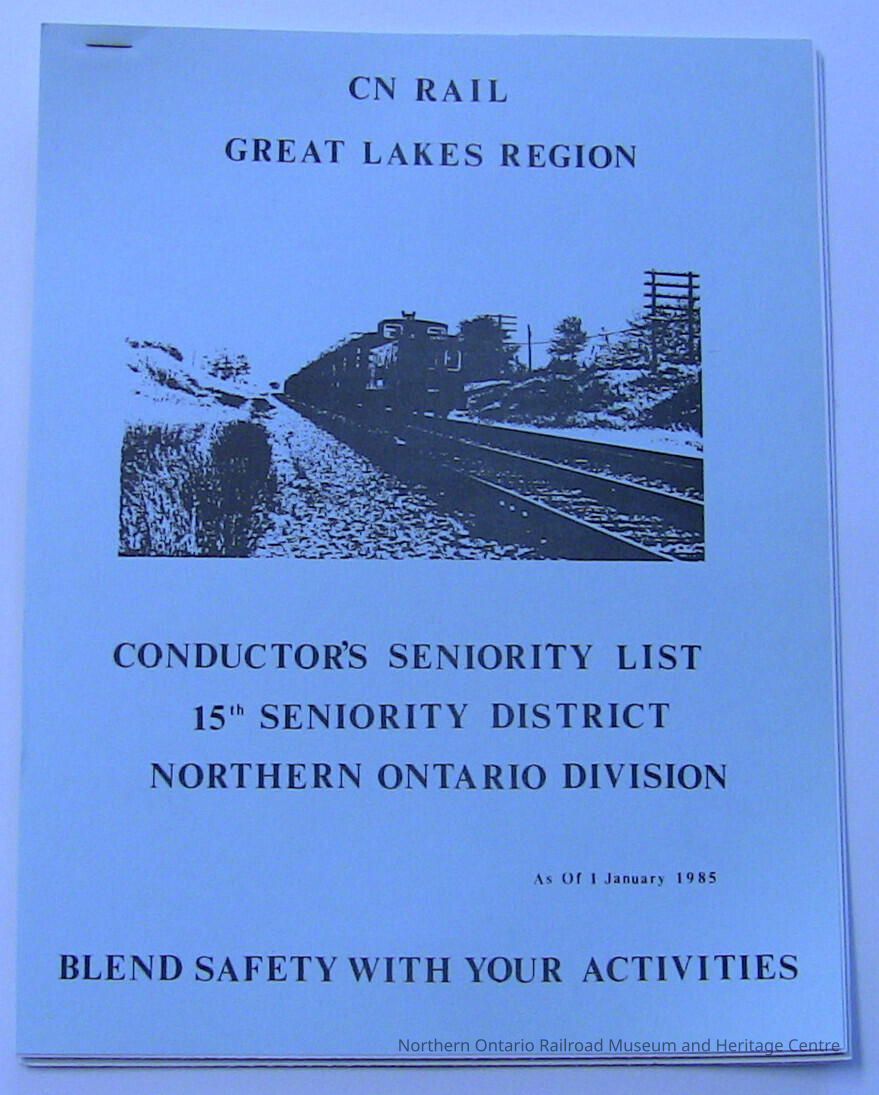 CN RAIL
GREAT LAKES REGION
CONDUCTOR'S SENIORITY LIST
15th SENIORITY DISTRICT
NORTHERN ONTARIO DIVISION
As Of 1 January 1985
BLEND SAFETY WITH YOUR ACTIVITIES
Northern Ontario Railroad Museum and Heritage Centre